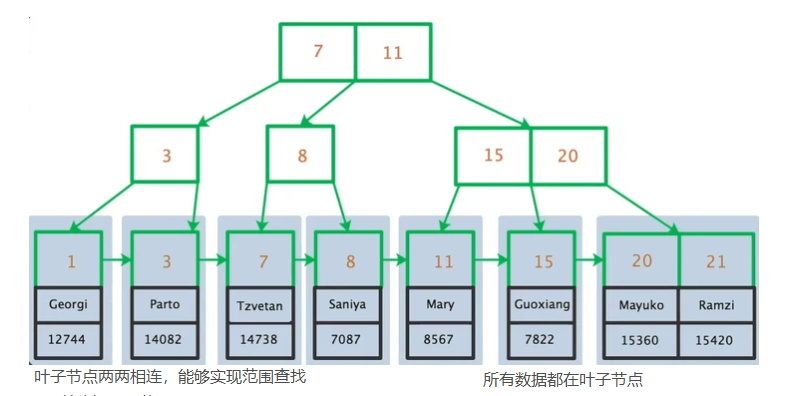 7 11
3 8 15 20
1 3 7 8 11 15 20 21
Georgi Parto Tzvetan Saniya Mary Guoxiang Mayuko Ramzi
12744 14082 14738 7087 8567 7822 15360 15420
叶子节点两两相连，能够实现范围查找 所有数据都在叶子节点